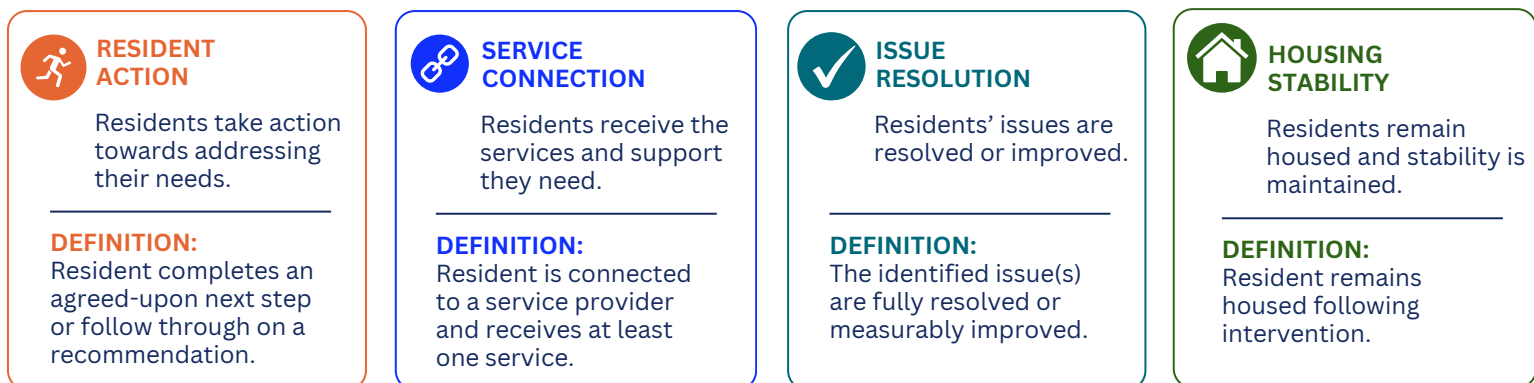 RESIDENT
ACTION
Residents take action
towards addressing
their needs.
DEFINITION:
Resident completes an
agreed-upon next step
or follow through on a
recommendation.
SERVICE
CONNECTION
Residents receive the
services and support
they need.
DEFINITION:
Resident is connected
to a service provider
and receives at least
one service.
ISSUE
RESOLUTION
Residents’ issues are
resolved or improved.
DEFINITION:
The identified issue(s)
are fully resolved or
measurably improved.
HOUSING
STABILITY
Residents remain
housed and stability is
maintained.
DEFINITION:
Resident remains
housed following
intervention.